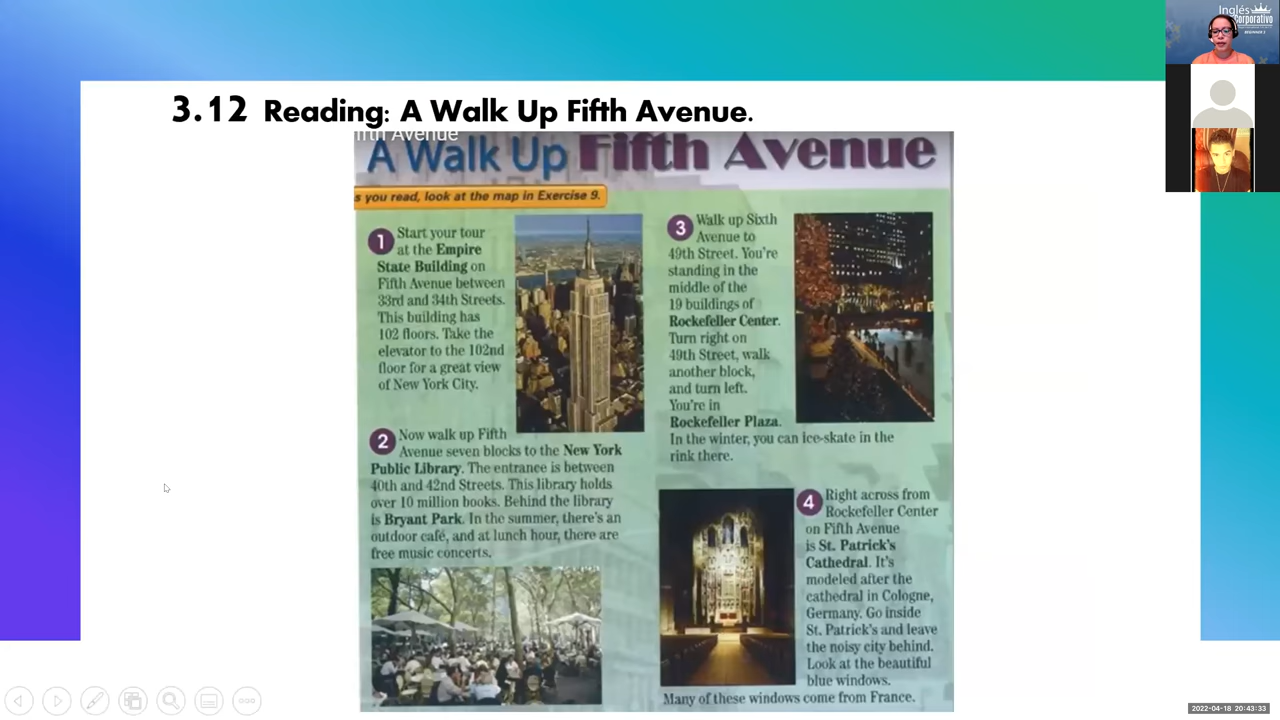 3.12 Reading: A Walk Up Fifth Avenue.
Fifth Avenue
A Walk Up Fifth Avenue
s you read, look at the map in Exercise 9.
1 Start your tour
at the Empire
State Building on
Fifth Avenue between
33rd and 34th Streets.
This building has
102 floors. Take the
elevator to the 102nd
floor for a great view
of New York City.
2 Now walk up Fifth
Avenue seven blocks to the New York
Public Library. The entrance is between
40th and 42nd Streets. This library holds
over 10 million books. Behind the library
is Bryant Park. In the summer, there's an
outdoor café, and at lunch hour, there are
free music concerts.
3 Walk up Sixth
Avenue to
49th Street. You're
standing in the
middle of the
19 buildings of
Rockefeller Center.
Turn right on
49th Street, walk
another block,
and turn left.
You're in
Rockefeller Plaza.
In the winter, you can ice-skate in the
rink there.
4 Right across from
Rockefeller Center
on Fifth Avenue
is St. Patrick's
Cathedral. It's
modeled after the
cathedral in Cologne,
Germany. Go inside
St. Patrick's and leave
the noisy city behind.
Look at the beautiful
blue windows.
Many of these windows come from France.
Inglés
Corporativo
BEGINNER 2
2022-04-18 20:43:33